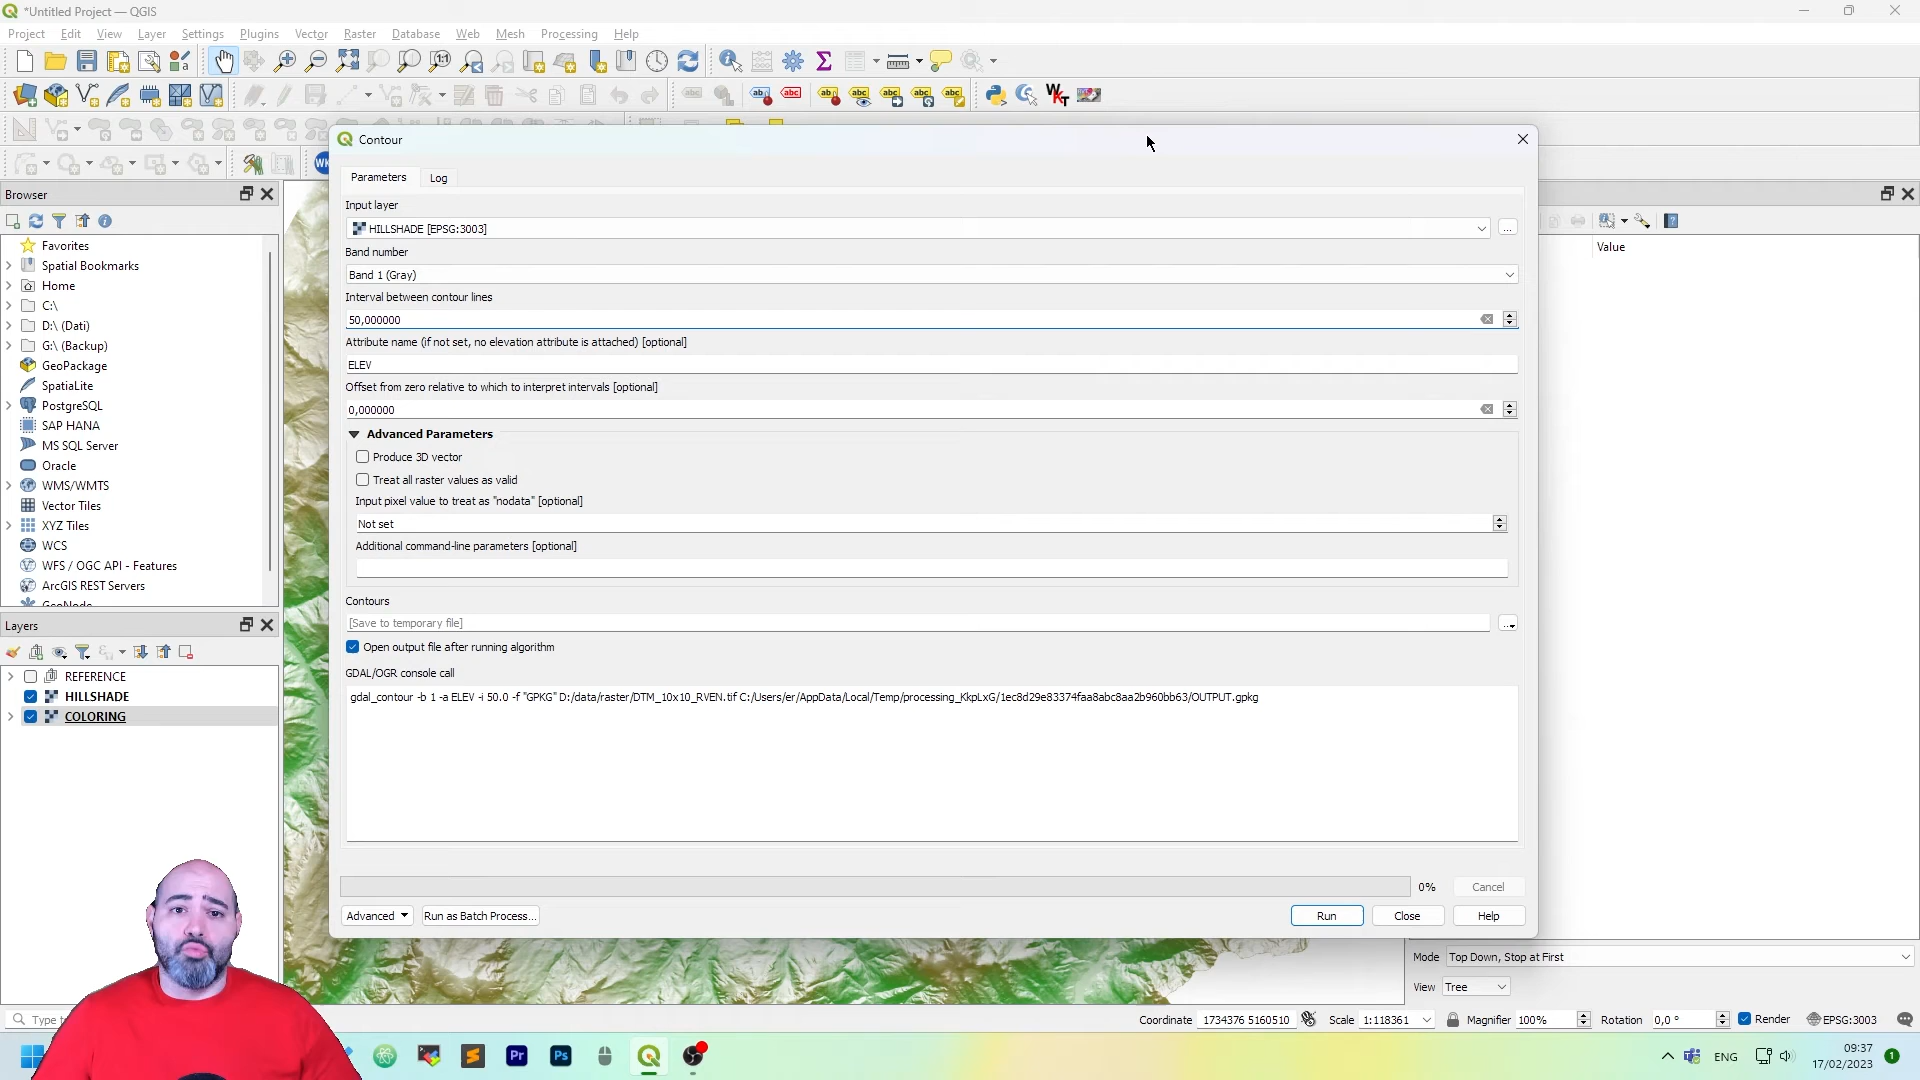 *Untitled Project — QGIS
Project Edit View Layer Settings Plugins Vector Raster Database Web Mesh Processing Help
Contour
Parameters Log
Input layer
HILLSHADE [EPSG:3003]
...
Band number
Band 1 (Gray)
Interval between contour lines
50,000000
Attribute name (if not set, no elevation attribute is attached) [optional]
ELEV
Offset from zero relative to which to interpret intervals [optional]
0,000000
Advanced Parameters
Produce 3D vector
Treat all raster values as valid
Input pixel value to treat as "nodata" [optional]
Not set
Additional command-line parameters [optional]
Contours
[Save to temporary file]
Open output file after running algorithm
GDAL/OGR console call
gdal_contour -b 1 -a ELEV -i 50.0 -f "GPKG" D:/data/raster/DTM_10x10_RVEN.tif C:/Users/er/AppData/Local/Temp/processing_KkpLxG/1ec8d29e83374faa8abc8aa2b960bb63/OUTPUT.gpkg
0% Cancel
Advanced Run as Batch Process... Run Close Help
Browser
Favorites
Spatial Bookmarks
Home
C:\
D:\ (Dati)
G:\ (Backup)
GeoPackage
SpatiaLite
PostgreSQL
SAP HANA
MS SQL Server
Oracle
WMS/WMTS
Vector Tiles
XYZ Tiles
WCS
WFS / OGC API - Features
ArcGIS REST Servers
GeoNode
Layers
REFERENCE
HILLSHADE
COLORING
Value
Mode Top Down, Stop at First
View Tree
Type
Coordinate 1734376 5160510 Scale 1:118361 Magnifier 100% Rotation 0,0 ° Render EPSG:3003
Pr Ps
ENG
09:37
17/02/2023
1